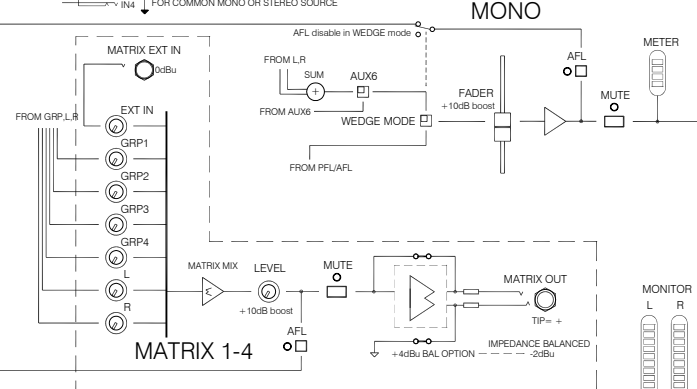 IN4 FOR COMMON MONO OR STEREO SOURCE
MONO
AFL disable in WEDGE mode
MATRIX EXT IN
0dBu
FROM L,R
SUM
+
AUX6
FROM AUX6
WEDGE MODE
FROM PFL/AFL
FADER
+10dB boost
AFL
MUTE
METER
FROM GRP,L,R
EXT IN
GRP1
GRP2
GRP3
GRP4
L
R
MATRIX MIX
Σ
LEVEL
+10dB boost
MUTE
AFL
MATRIX 1-4
MATRIX OUT
TIP= +
IMPEDANCE BALANCED
+4dBu BAL OPTION
-2dBu
MONITOR
L R